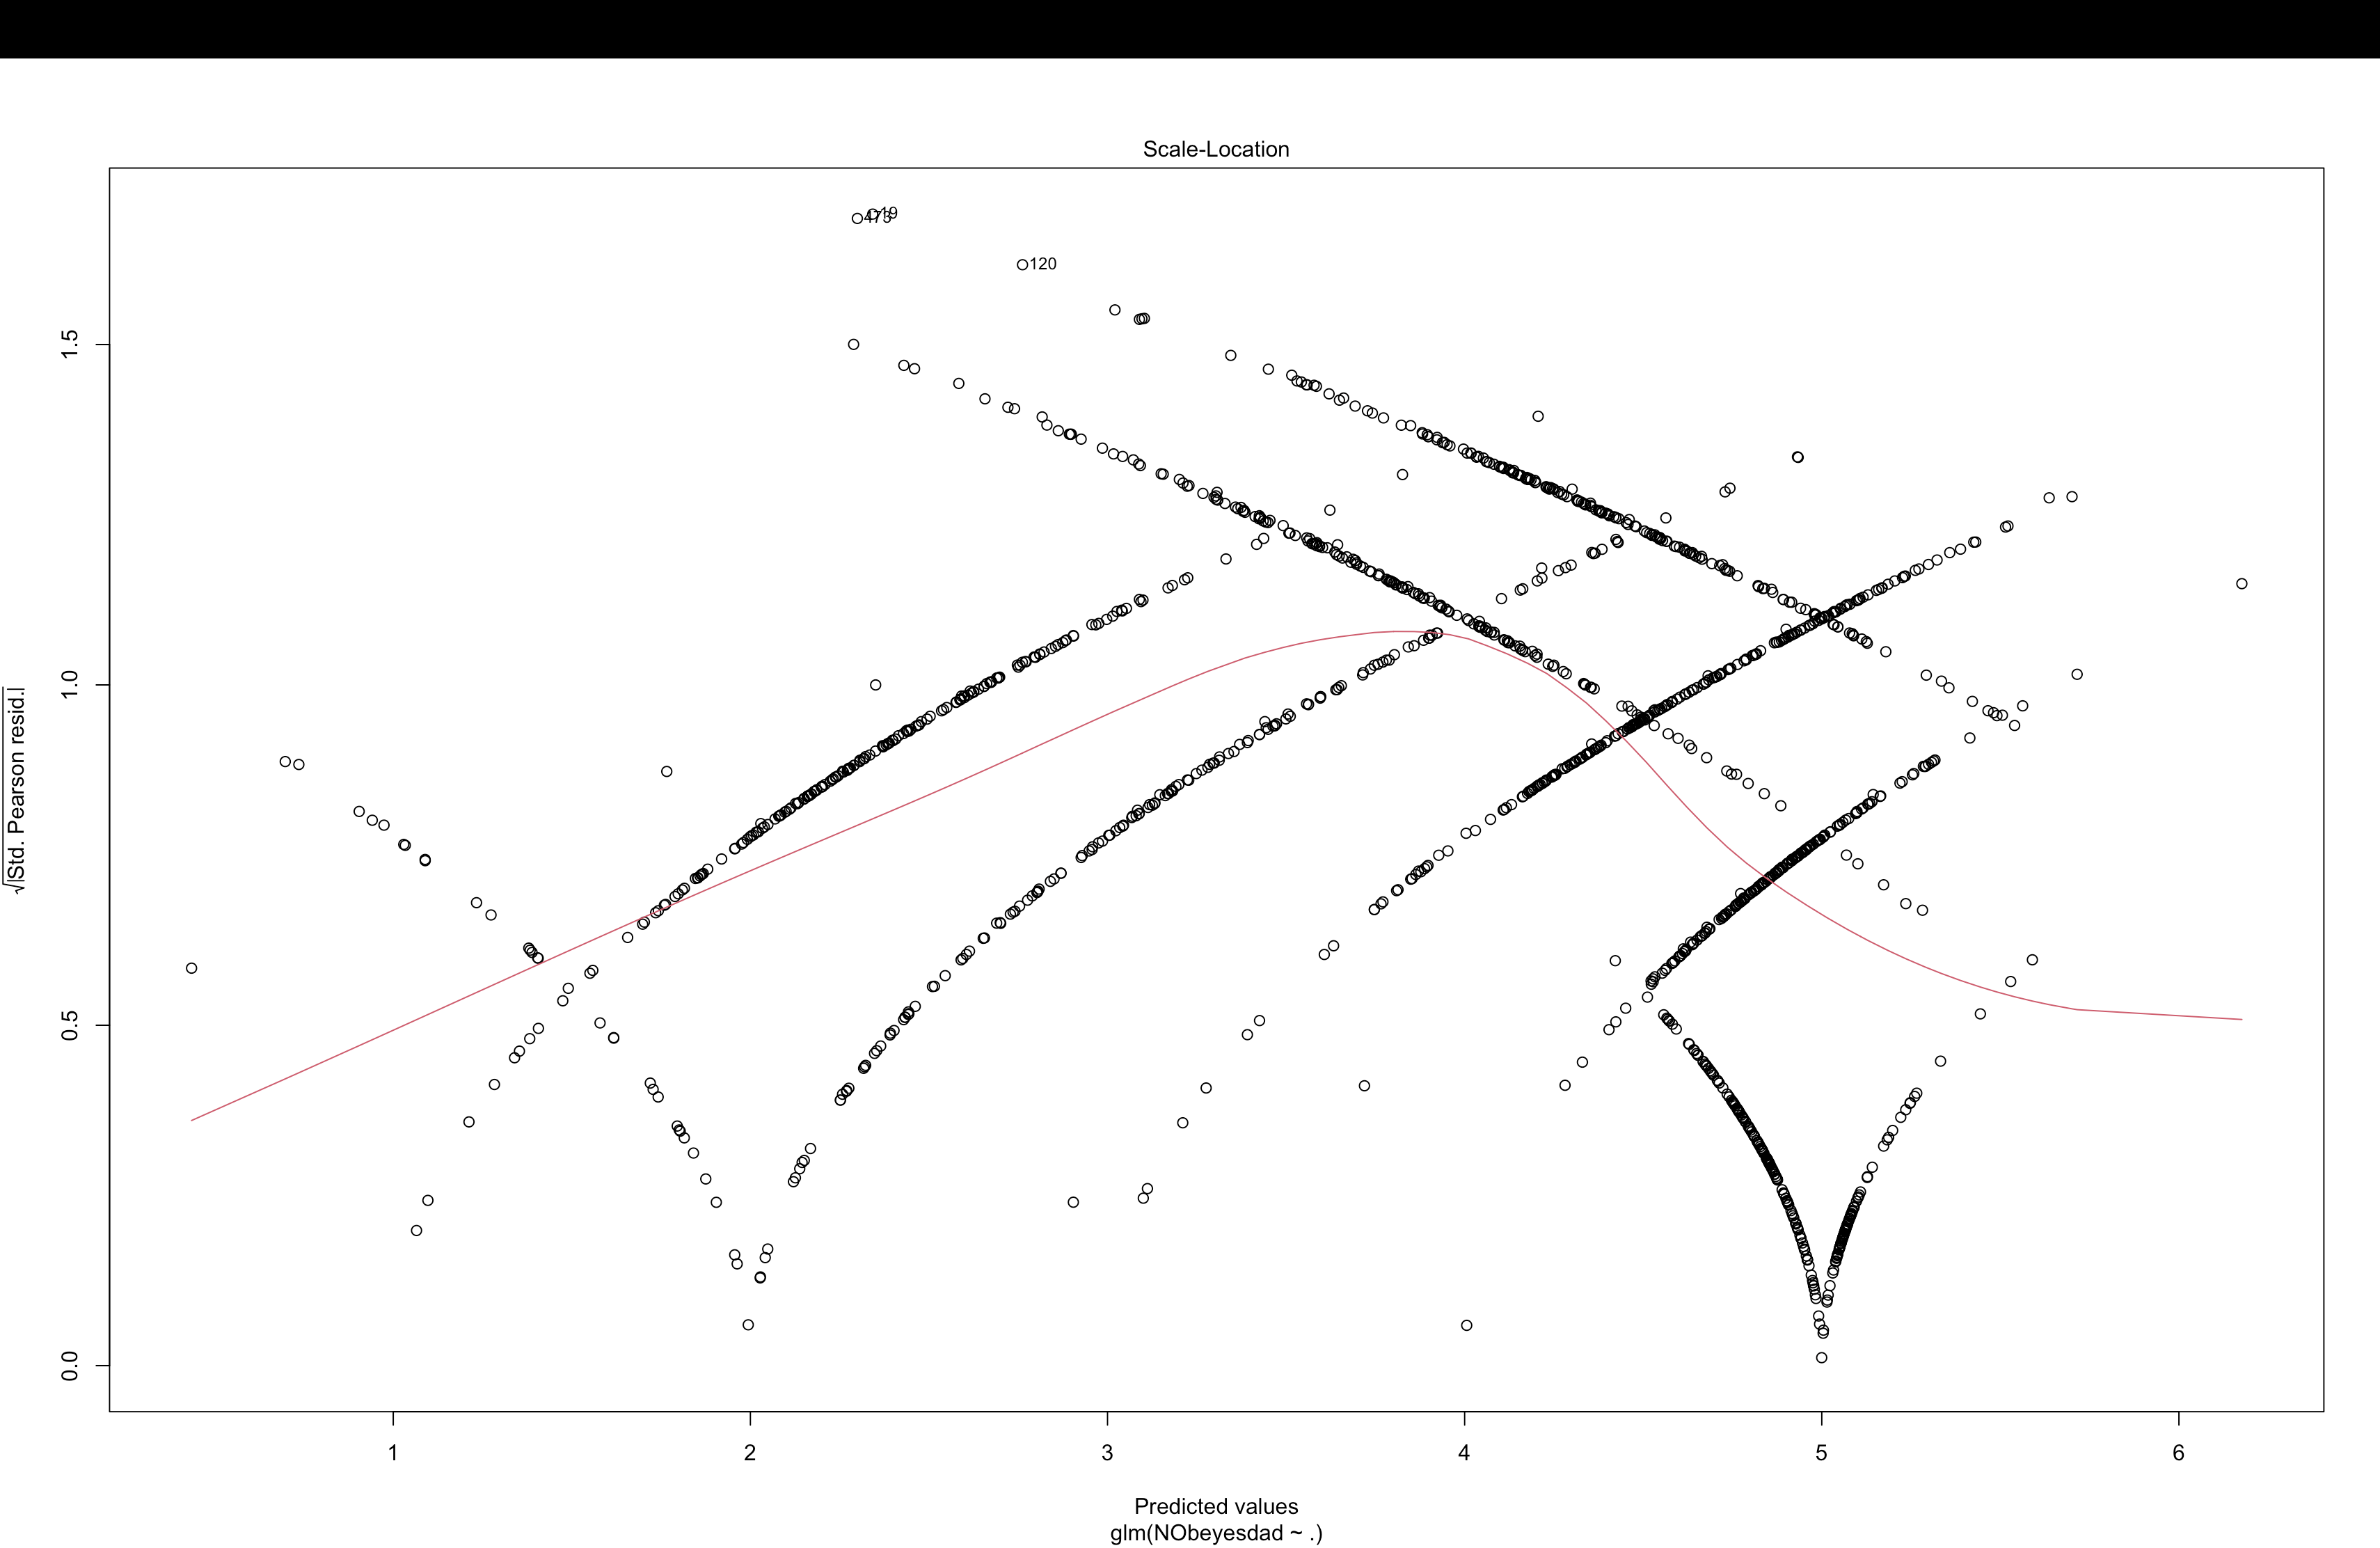 Scale-Location
√|Std. Pearson resid.|
1.5
1.0
0.5
0.0
473
120
1 2 3 4 5 6
Predicted values
glm(NObeyesdad ~ .)